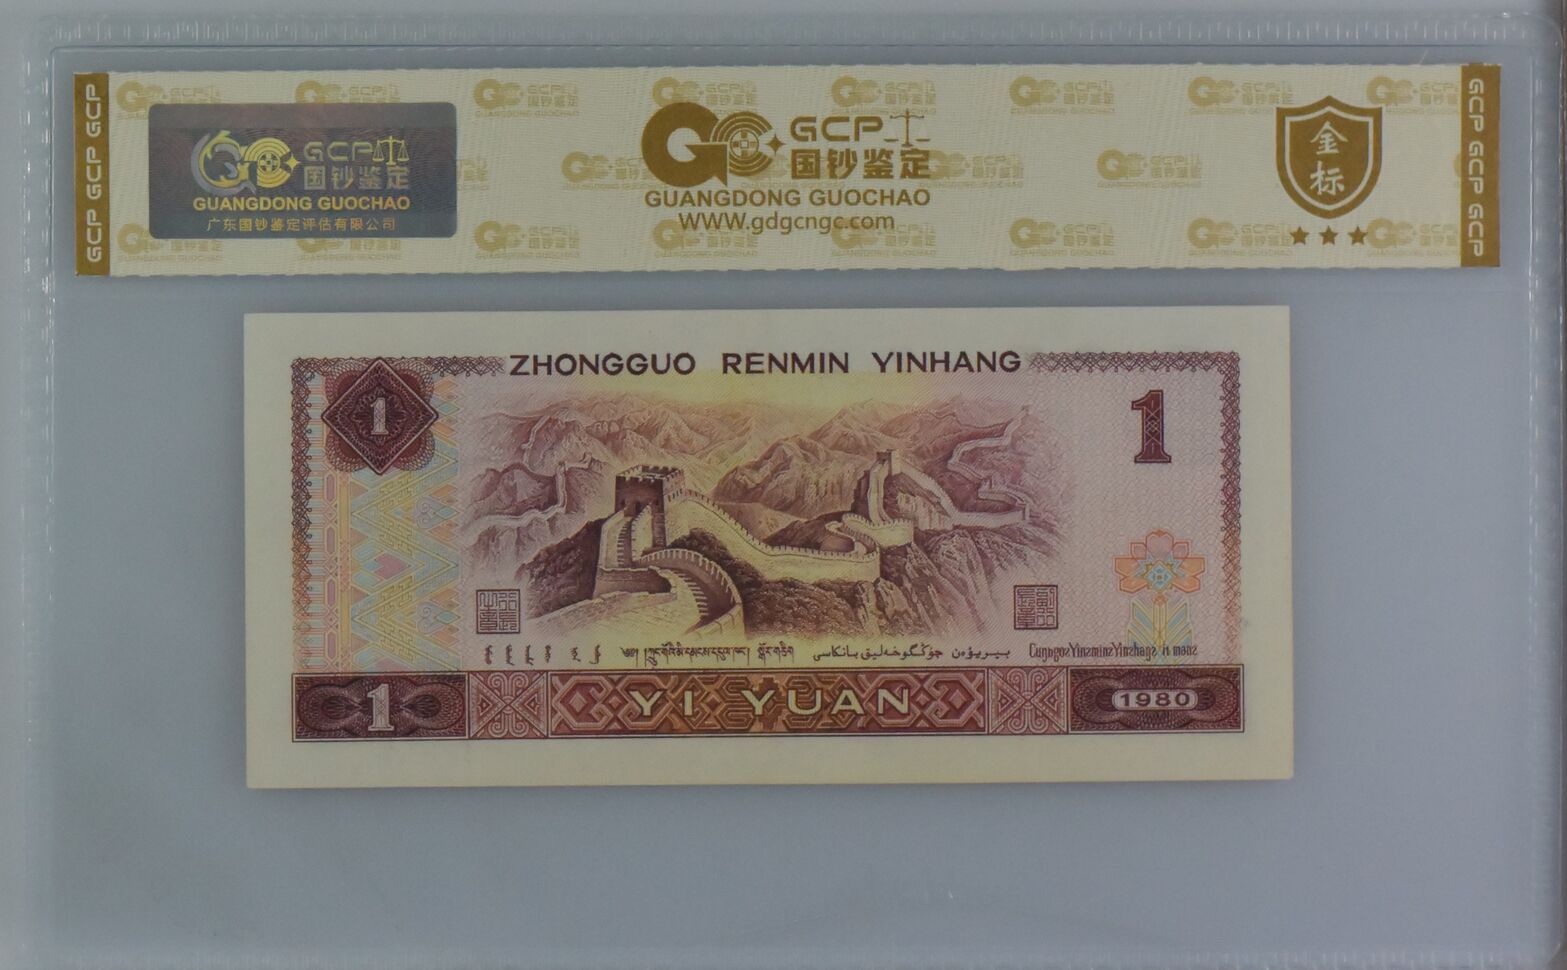 GCP GCP GCP
GCP
国钞鉴定
GUANGDONG GUOCHAO
广东国钞鉴定评估有限公司
GCP
国钞鉴定
GUANGDONG GUOCHAO
WWW.gdgcngc.com
金标
GCP GCP GCP
ZHONGGUO RENMIN YINHANG
1
1
1
YI YUAN
1980